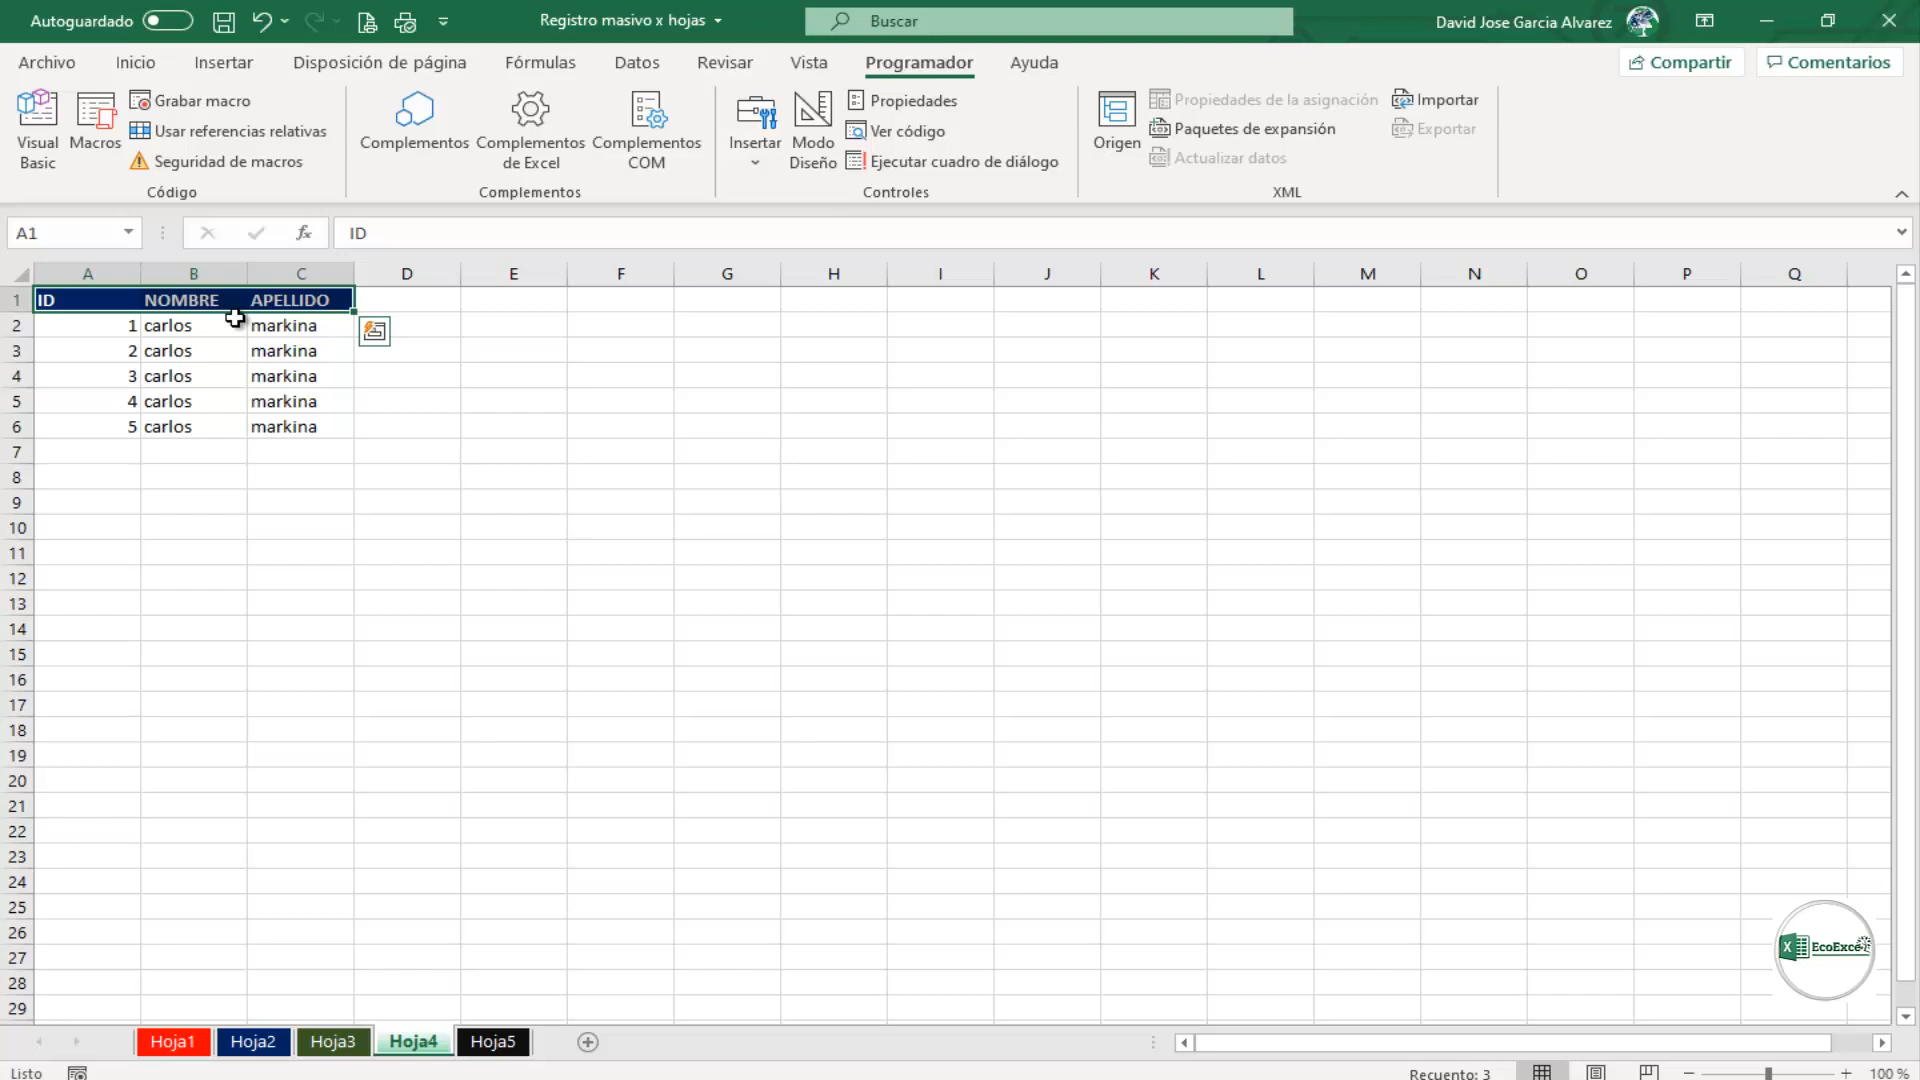 Autoguardado
Registro masivo x hojas
Buscar
David Jose Garcia Alvarez
Archivo Inicio Insertar Disposición de página Fórmulas Datos Revisar Vista Programador Ayuda
Compartir Comentarios
Visual Basic
Macros
Grabar macro
Usar referencias relativas
Seguridad de macros
Código
Complementos
Complementos de Excel
Complementos COM
Complementos
Insertar
Modo Diseño
Propiedades
Ver código
Ejecutar cuadro de diálogo
Controles
Origen
Propiedades de la asignación
Paquetes de expansión
Actualizar datos
Importar
Exportar
XML
A1 fx ID
A B C D E F G H I J K L M N O P Q
1 ID NOMBRE APELLIDO
2 1 carlos markina
3 2 carlos markina
4 3 carlos markina
5 4 carlos markina
6 5 carlos markina
7
8
9
10
11
12
13
14
15
16
17
18
19
20
21
22
23
24
25
26
27
28
29
X EcoExcel
Hoja1 Hoja2 Hoja3 Hoja4 Hoja5
Listo
Recuento: 3
100 %